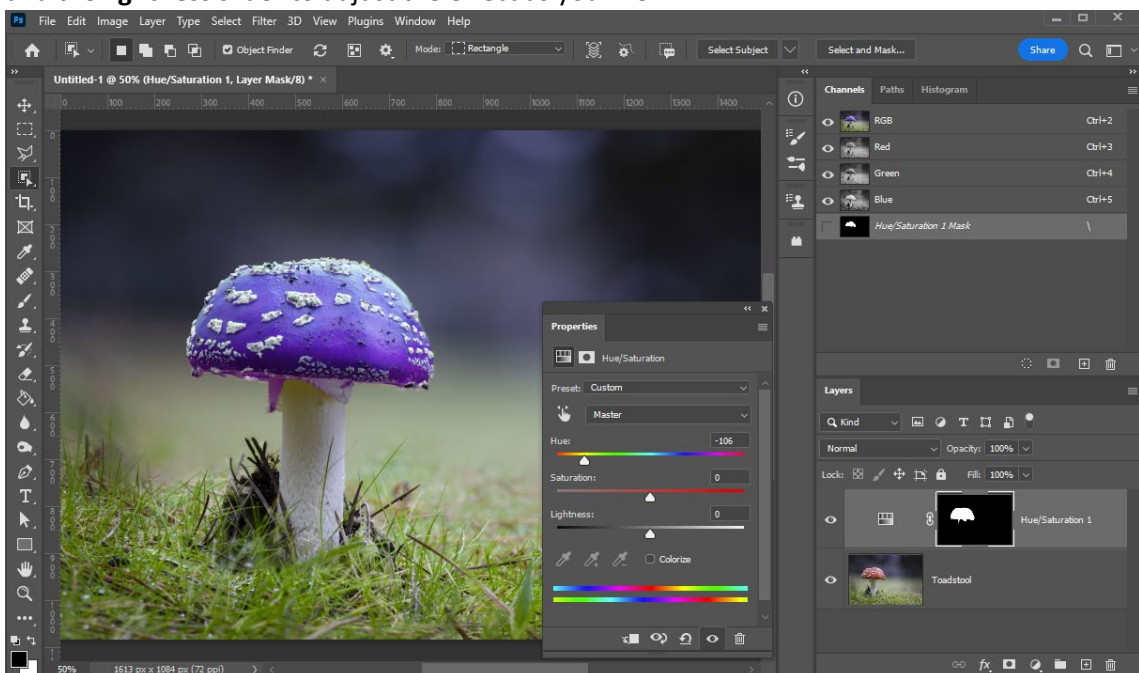 Ps File Edit Image Layer Type Select Filter 3D View Plugins Window Help
Object Finder Mode: Rectangle Select Subject Select and Mask... Share
Untitled-1 @ 50% (Hue/Saturation 1, Layer Mask/8) * ×
0 100 200 300 400 500 600 700 800 900 1000 1100 1200 1300 1400
Channels Paths Histogram
RGB Ctrl+2
Red Ctrl+3
Green Ctrl+4
Blue Ctrl+5
Hue/Saturation 1 Mask \
Properties
Hue/Saturation
Preset: Custom
Master
Hue: -106
Saturation: 0
Lightness: 0
Colorize
Layers
Kind
Normal Opacity: 100%
Lock: Fill: 100%
Hue/Saturation 1
Toadstool
fx
50% 1613 px x 1084 px (72 ppi)